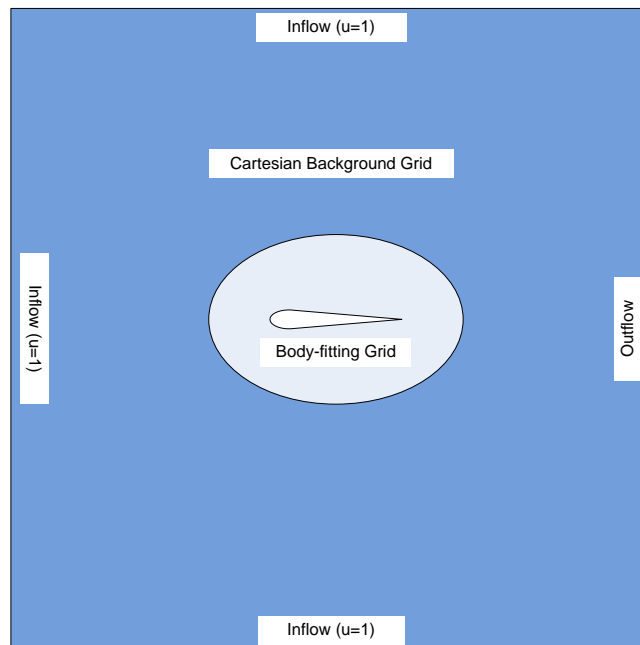 Inflow (u=1)
Cartesian Background Grid
Inflow (u=1)
Outflow
Body-fitting Grid
Inflow (u=1)